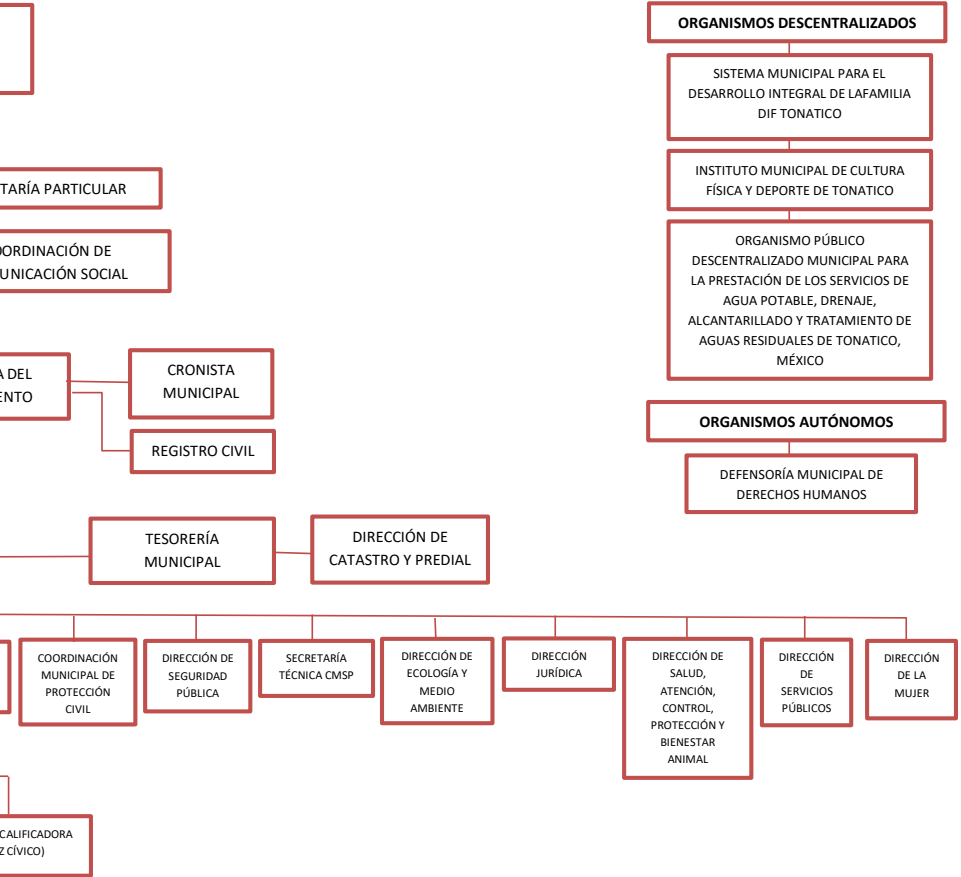 ORGANISMOS DESCENTRALIZADOS
SISTEMA MUNICIPAL PARA EL
DESARROLLO INTEGRAL DE LAFAMILIA
DIF TONATICO
INSTITUTO MUNICIPAL DE CULTURA
FÍSICA Y DEPORTE DE TONATICO
ORGANISMO PÚBLICO
DESCENTRALIZADO MUNICIPAL PARA
LA PRESTACIÓN DE LOS SERVICIOS DE
AGUA POTABLE, DRENAJE,
ALCANTARILLADO Y TRATAMIENTO DE
AGUAS RESIDUALES DE TONATICO,
MÉXICO
ORGANISMOS AUTÓNOMOS
DEFENSORÍA MUNICIPAL DE
DERECHOS HUMANOS
TARÍA PARTICULAR
ORDINACIÓN DE
UNICACIÓN SOCIAL
A DEL
ENTO
CRONISTA
MUNICIPAL
REGISTRO CIVIL
TESORERÍA
MUNICIPAL
DIRECCIÓN DE
CATASTRO Y PREDIAL
COORDINACIÓN
MUNICIPAL DE
PROTECCIÓN
CIVIL
DIRECCIÓN DE
SEGURIDAD
PÚBLICA
SECRETARÍA
TÉCNICA CMSP
DIRECCIÓN DE
ECOLOGÍA Y
MEDIO
AMBIENTE
DIRECCIÓN
JURÍDICA
DIRECCIÓN DE
SALUD,
ATENCIÓN,
CONTROL,
PROTECCIÓN Y
BIENESTAR
ANIMAL
DIRECCIÓN
DE
SERVICIOS
PÚBLICOS
DIRECCIÓN
DE LA
MUJER
CALIFICADORA
Z CÍVICO)